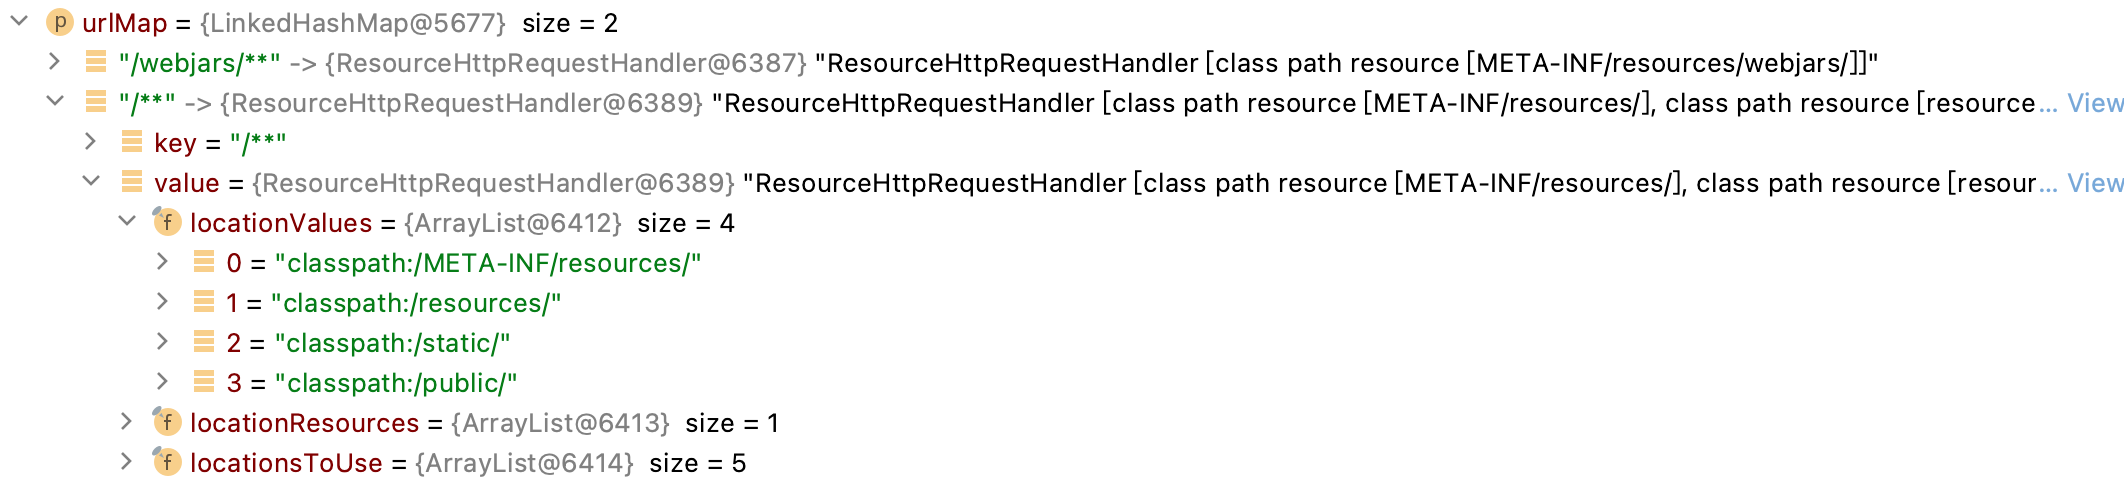 p urlMap = {LinkedHashMap@5677} size = 2
"/webjars/**" -> {ResourceHttpRequestHandler@6387} "ResourceHttpRequestHandler [class path resource [META-INF/resources/webjars/]]"
"/**" -> {ResourceHttpRequestHandler@6389} "ResourceHttpRequestHandler [class path resource [META-INF/resources/], class path resource [resource... View
key = "/**"
value = {ResourceHttpRequestHandler@6389} "ResourceHttpRequestHandler [class path resource [META-INF/resources/], class path resource [resour... View
f locationValues = {ArrayList@6412} size = 4
0 = "classpath:/META-INF/resources/"
1 = "classpath:/resources/"
2 = "classpath:/static/"
3 = "classpath:/public/"
f locationResources = {ArrayList@6413} size = 1
f locationsToUse = {ArrayList@6414} size = 5